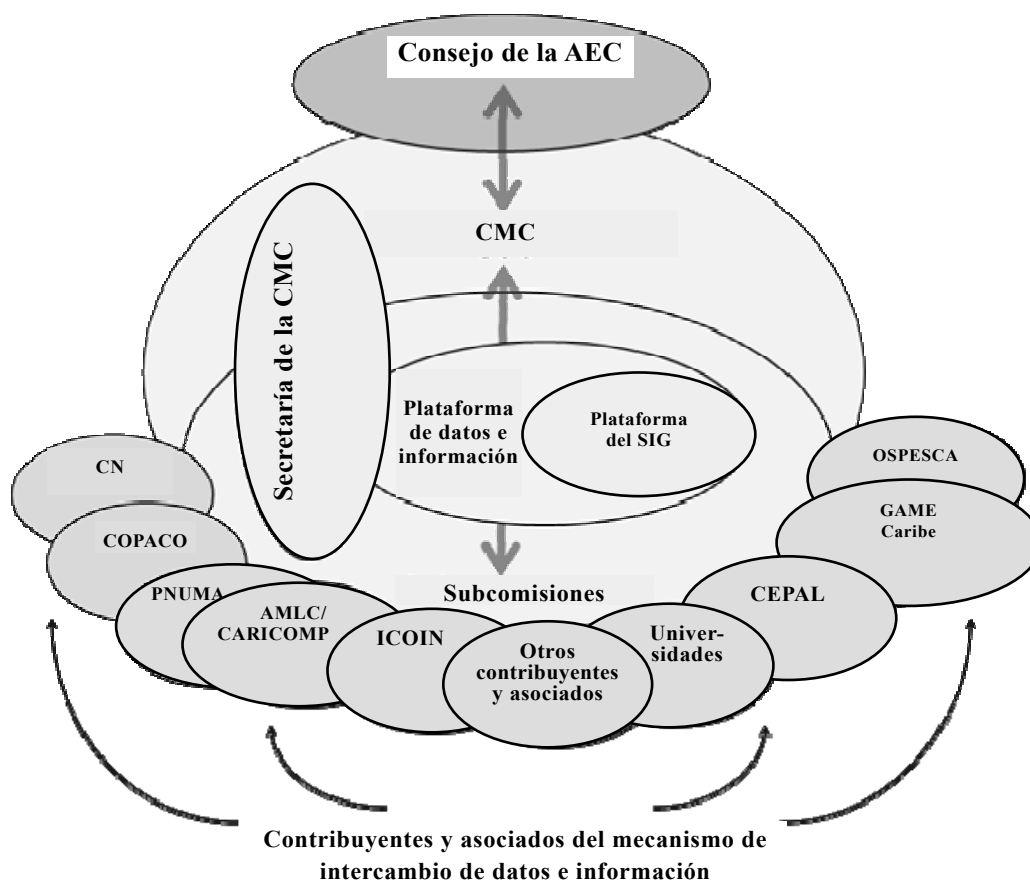 Consejo de la AEC
CMC
Secretaría de la CMC
Plataforma
de datos e
información
Plataforma
del SIG
CN
COPACO
PNUMA
AMLC/
CARICOMP
ICOIN
Subcomisiones
Otros
contribuyentes
y asociados
Univer-
sidades
CEPAL
GAME
Caribe
OSPESCA
Contribuyentes y asociados del mecanismo de
intercambio de datos e información